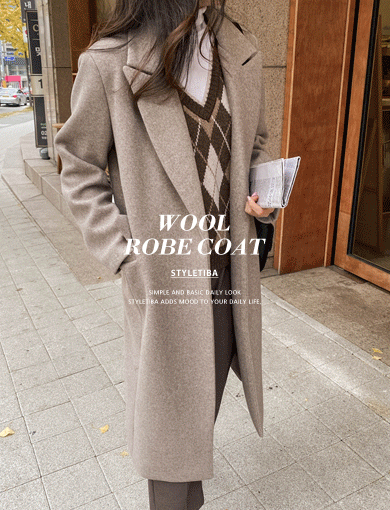 WOOL
ROBE COAT
STYLETIBA
SIMPLE AND BASIC DAILY LOOK
STYLETIBA ADDS MOOD TO YOUR DAILY LIFE.